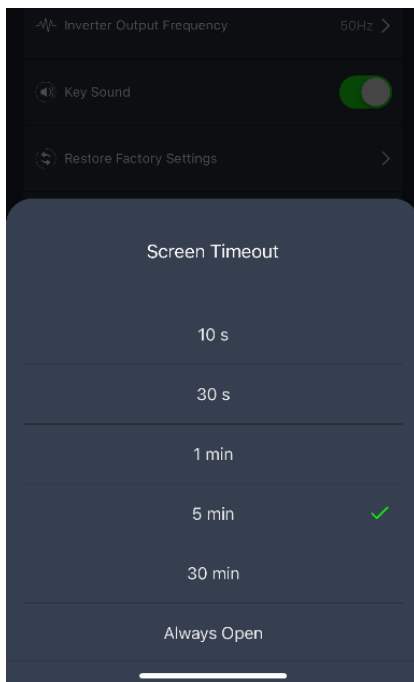 Inverter Output Frequency 50Hz
Key Sound
Restore Factory Settings
Screen Timeout
10 s
30 s
1 min
5 min
30 min
Always Open